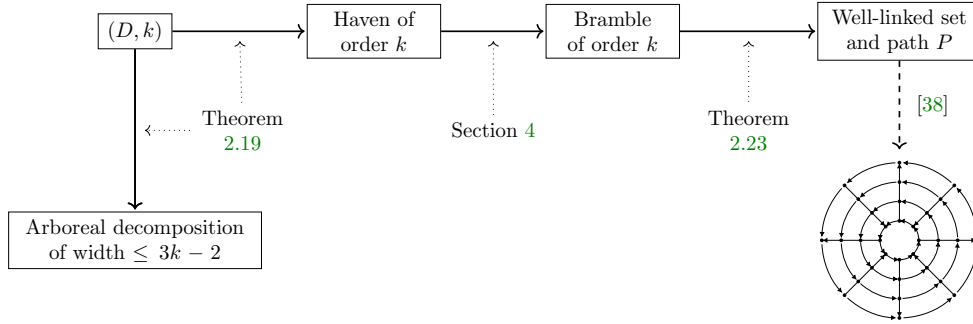 (D, k)
Haven of
order k
Bramble
of order k
Well-linked set
and path P
Theorem
2.19
Section 4
Theorem
2.23
[38]
Arboreal decomposition
of width ≤ 3k − 2